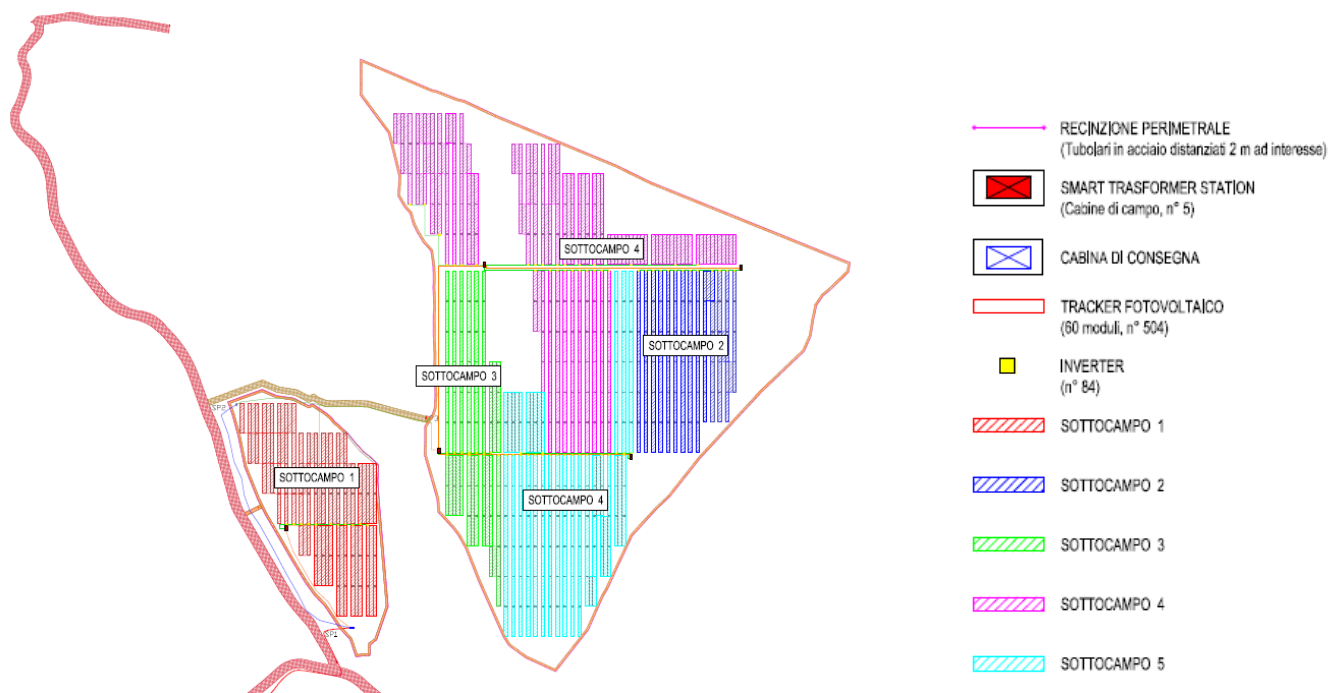 SOTTOCAMPO 4
SOTTOCAMPO 2
SOTTOCAMPO 3
SP2
SOTTOCAMPO 1
SOTTOCAMPO 4
SP1
RECINZIONE PERIMETRALE
(Tubolari in acciaio distanziati 2 m ad interesse)
SMART TRASFORMER STATION
(Cabine di campo, n° 5)
CABINA DI CONSEGNA
TRACKER FOTOVOLTAICO
(60 moduli, n° 504)
INVERTER
(n° 84)
SOTTOCAMPO 1
SOTTOCAMPO 2
SOTTOCAMPO 3
SOTTOCAMPO 4
SOTTOCAMPO 5